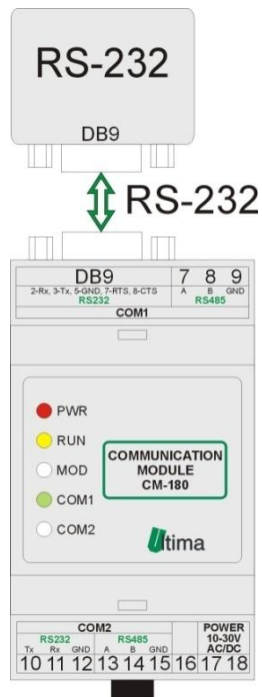 RS-232
DB9
RS-232
DB9 7 8 9
2-Rx, 3-Tx, 5-GND, 7-RTS, 8-CTS A B GND
RS232 RS485
COM1
PWR
RUN
MOD
COM1
COM2
COMMUNICATION
MODULE
CM-180
Ultima
COM2 POWER
RS232 RS485 10-30V
Tx Rx GND A B GND AC/DC
10 11 12 13 14 15 16 17 18